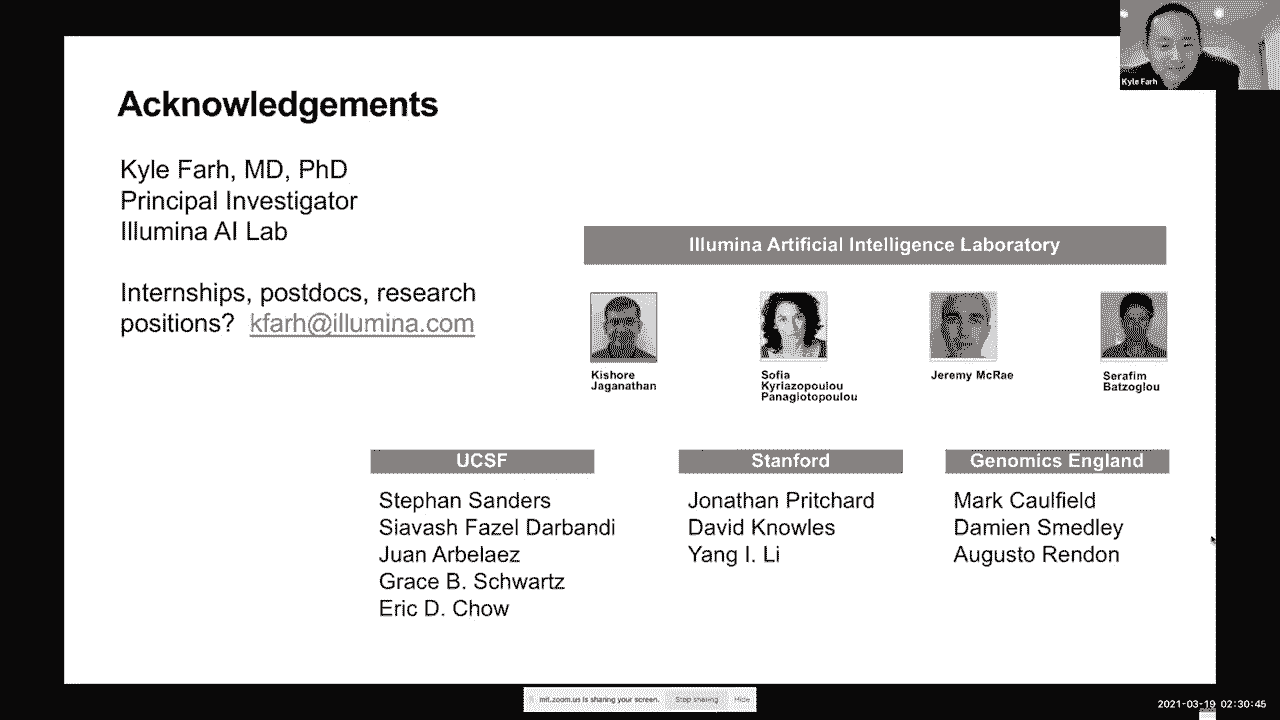 Kyle Farh
Acknowledgements
Kyle Farh, MD, PhD
Principal Investigator
Illumina AI Lab
Internships, postdocs, research
positions? kfarh@illumina.com
Illumina Artificial Intelligence Laboratory
Kishore
Jaganathan
Sofia
Kyriazopoulou
Panagiotopoulou
Jeremy McRae
Serafim
Batzoglou
UCSF
Stephan Sanders
Siavash Fazel Darbandi
Juan Arbelaez
Grace B. Schwartz
Eric D. Chow
Stanford
Jonathan Pritchard
David Knowles
Yang I. Li
Genomics England
Mark Caulfield
Damien Smedley
Augusto Rendon
mit.zoom.us is sharing your screen. Stop sharing Hide
2021-03-19 02:30:45